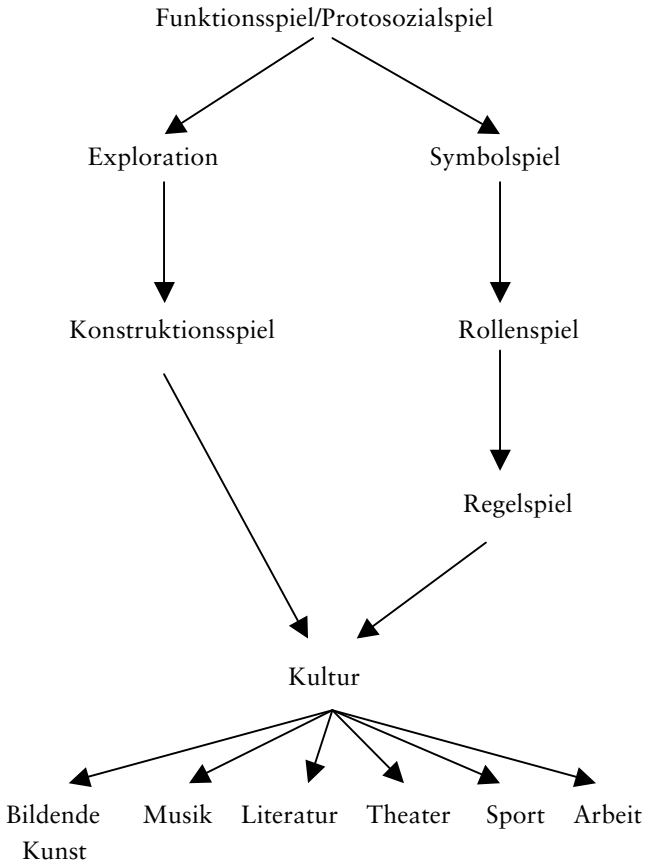 Funktionsspiel/Protosozialspiel
Exploration
Symbolspiel
Konstruktionsspiel
Rollenspiel
Regelspiel
Kultur
Bildende
Kunst
Musik
Literatur
Theater
Sport
Arbeit